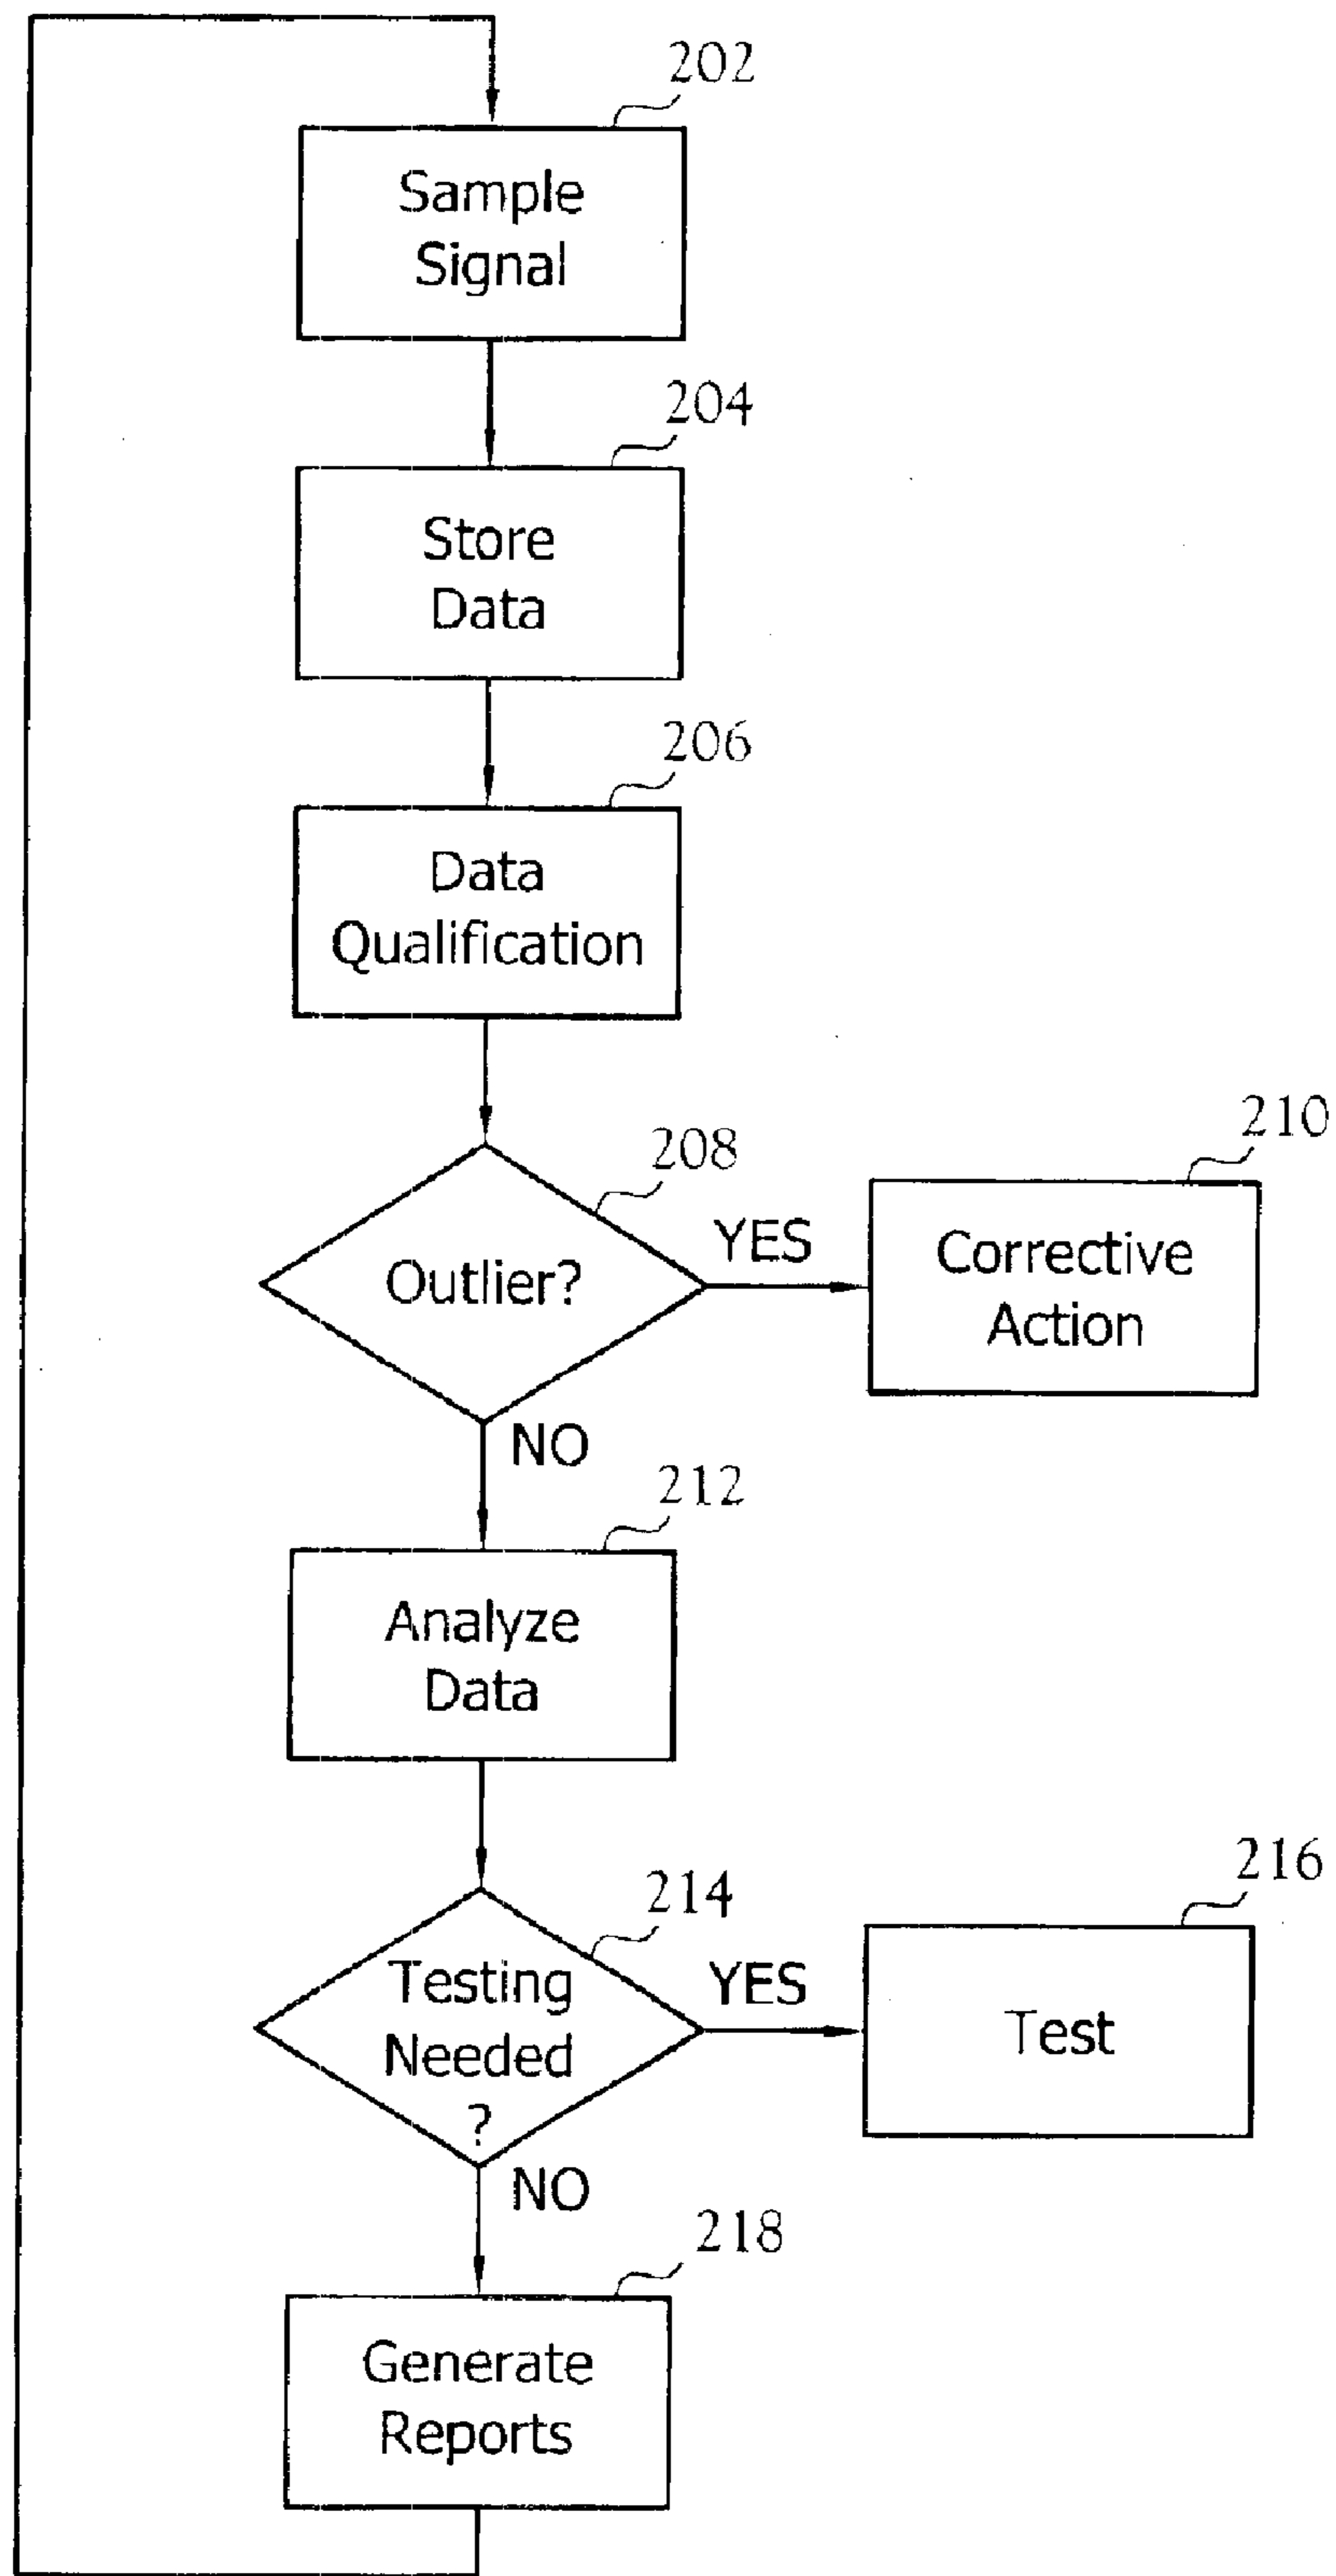 202
Sample
Signal
204
Store
Data
206
Data
Qualification
208
Outlier?
YES
210
Corrective
Action
NO
212
Analyze
Data
214
Testing
Needed
?
YES
216
Test
NO
218
Generate
Reports